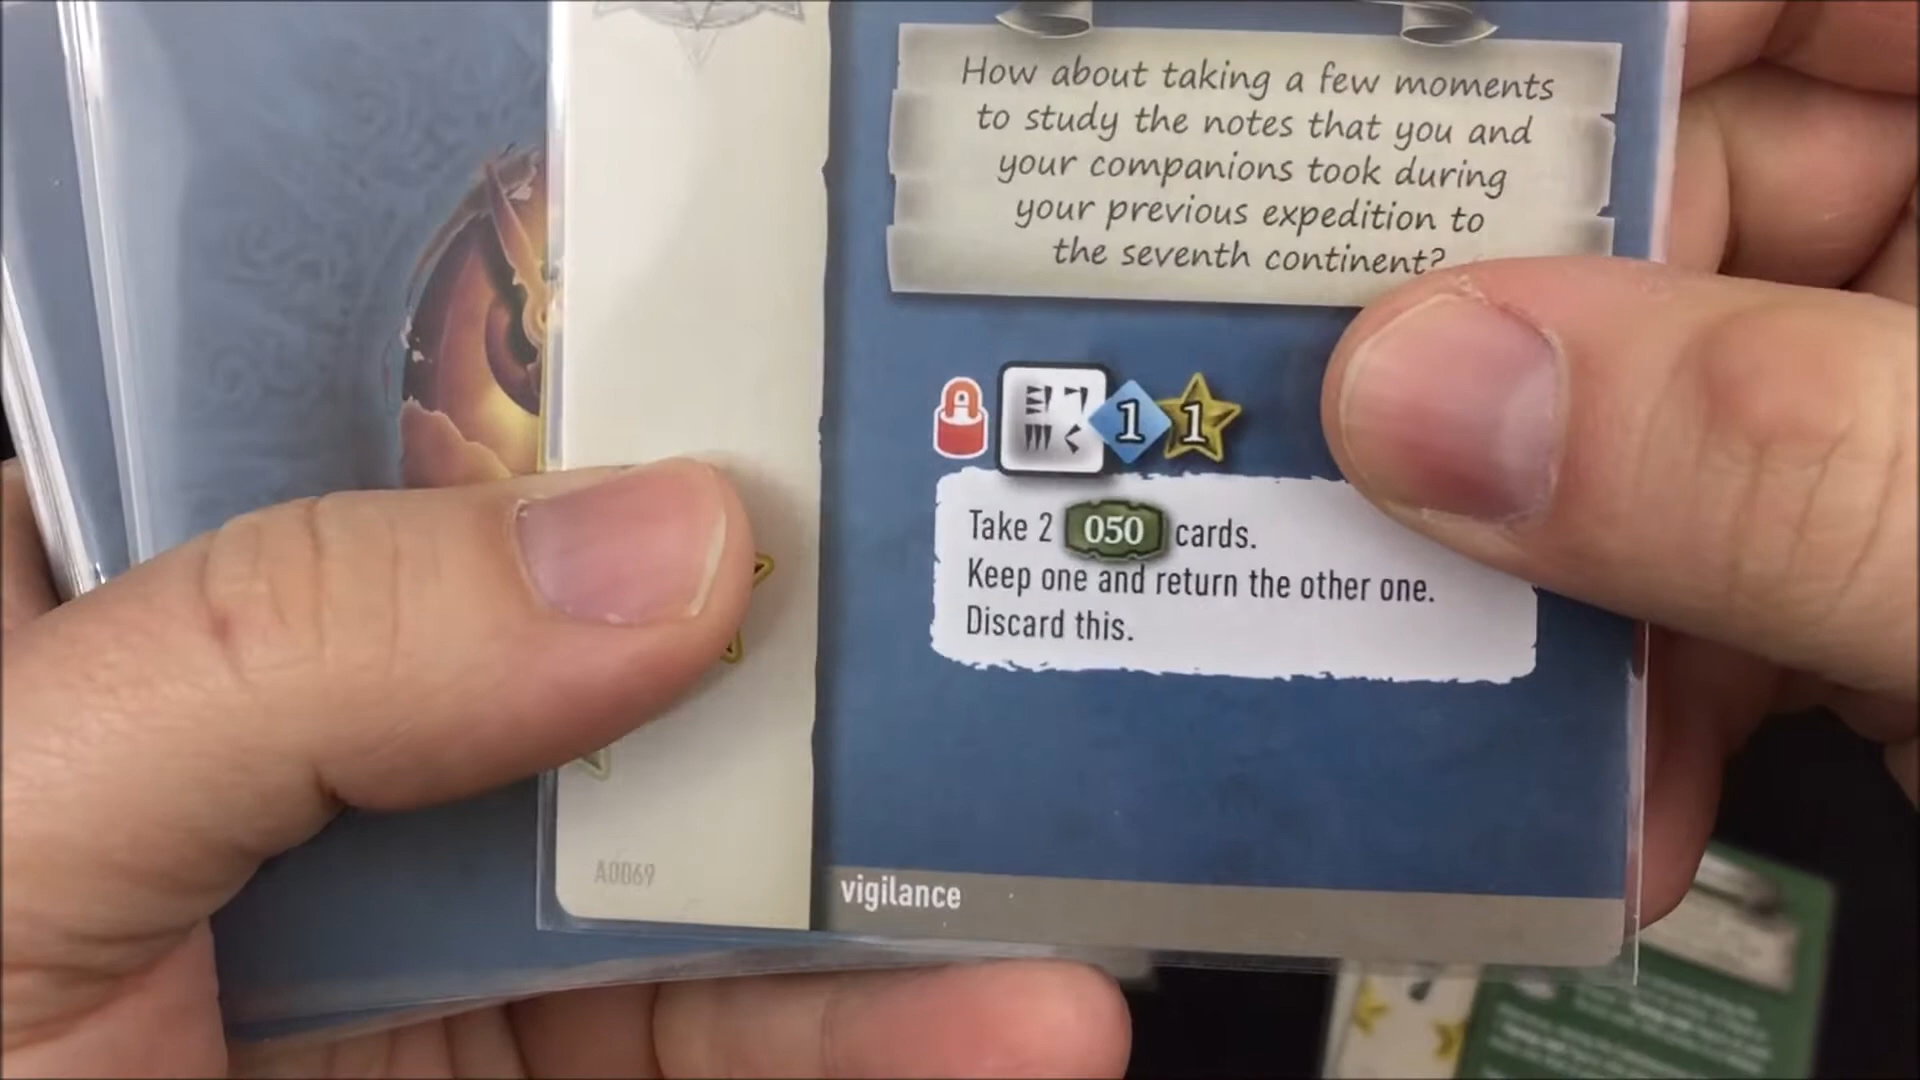 How about taking a few moments
to study the notes that you and
your companions took during
your previous expedition to
the seventh continent?
1 1
Take 2 050 cards.
Keep one and return the other one.
Discard this.
A0069
vigilance